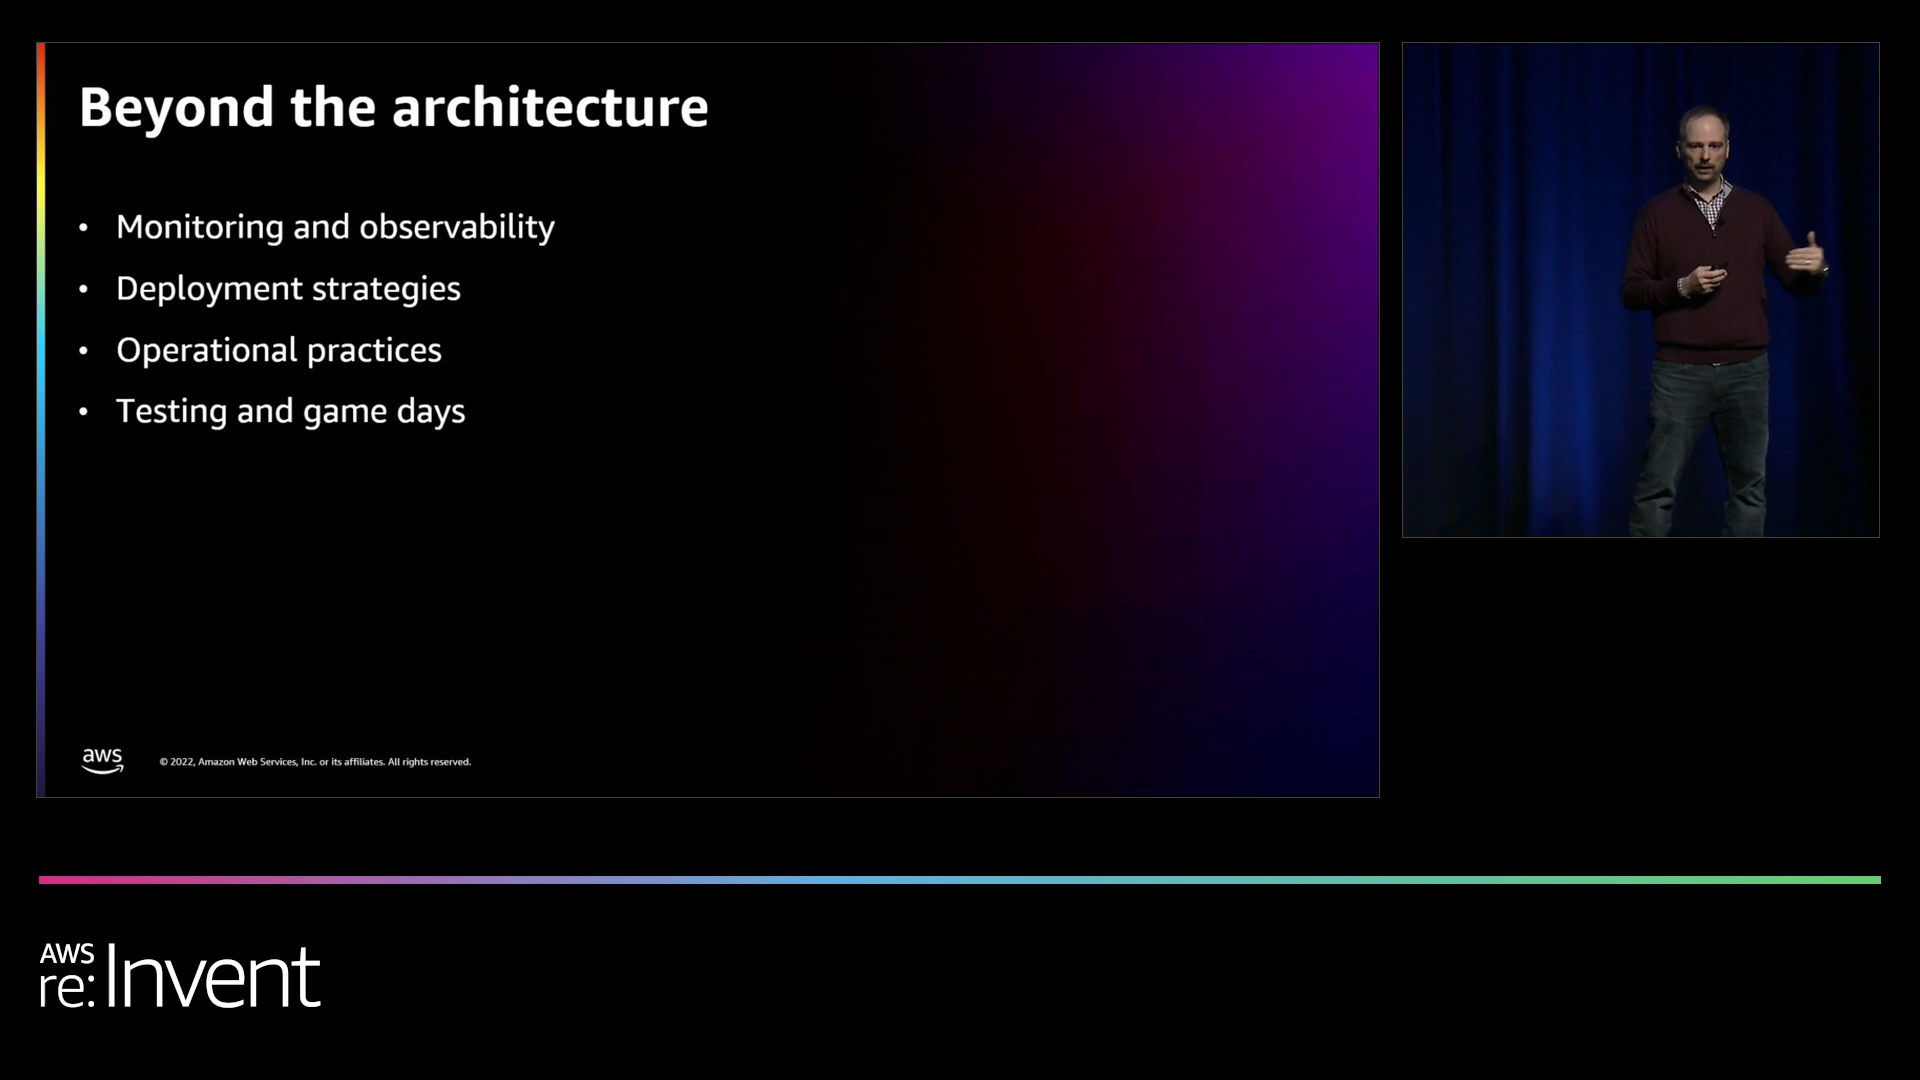 Beyond the architecture
• Monitoring and observability
• Deployment strategies
• Operational practices
• Testing and game days
aws
© 2022, Amazon Web Services, Inc. or its affiliates. All rights reserved.
AWS
re:Invent